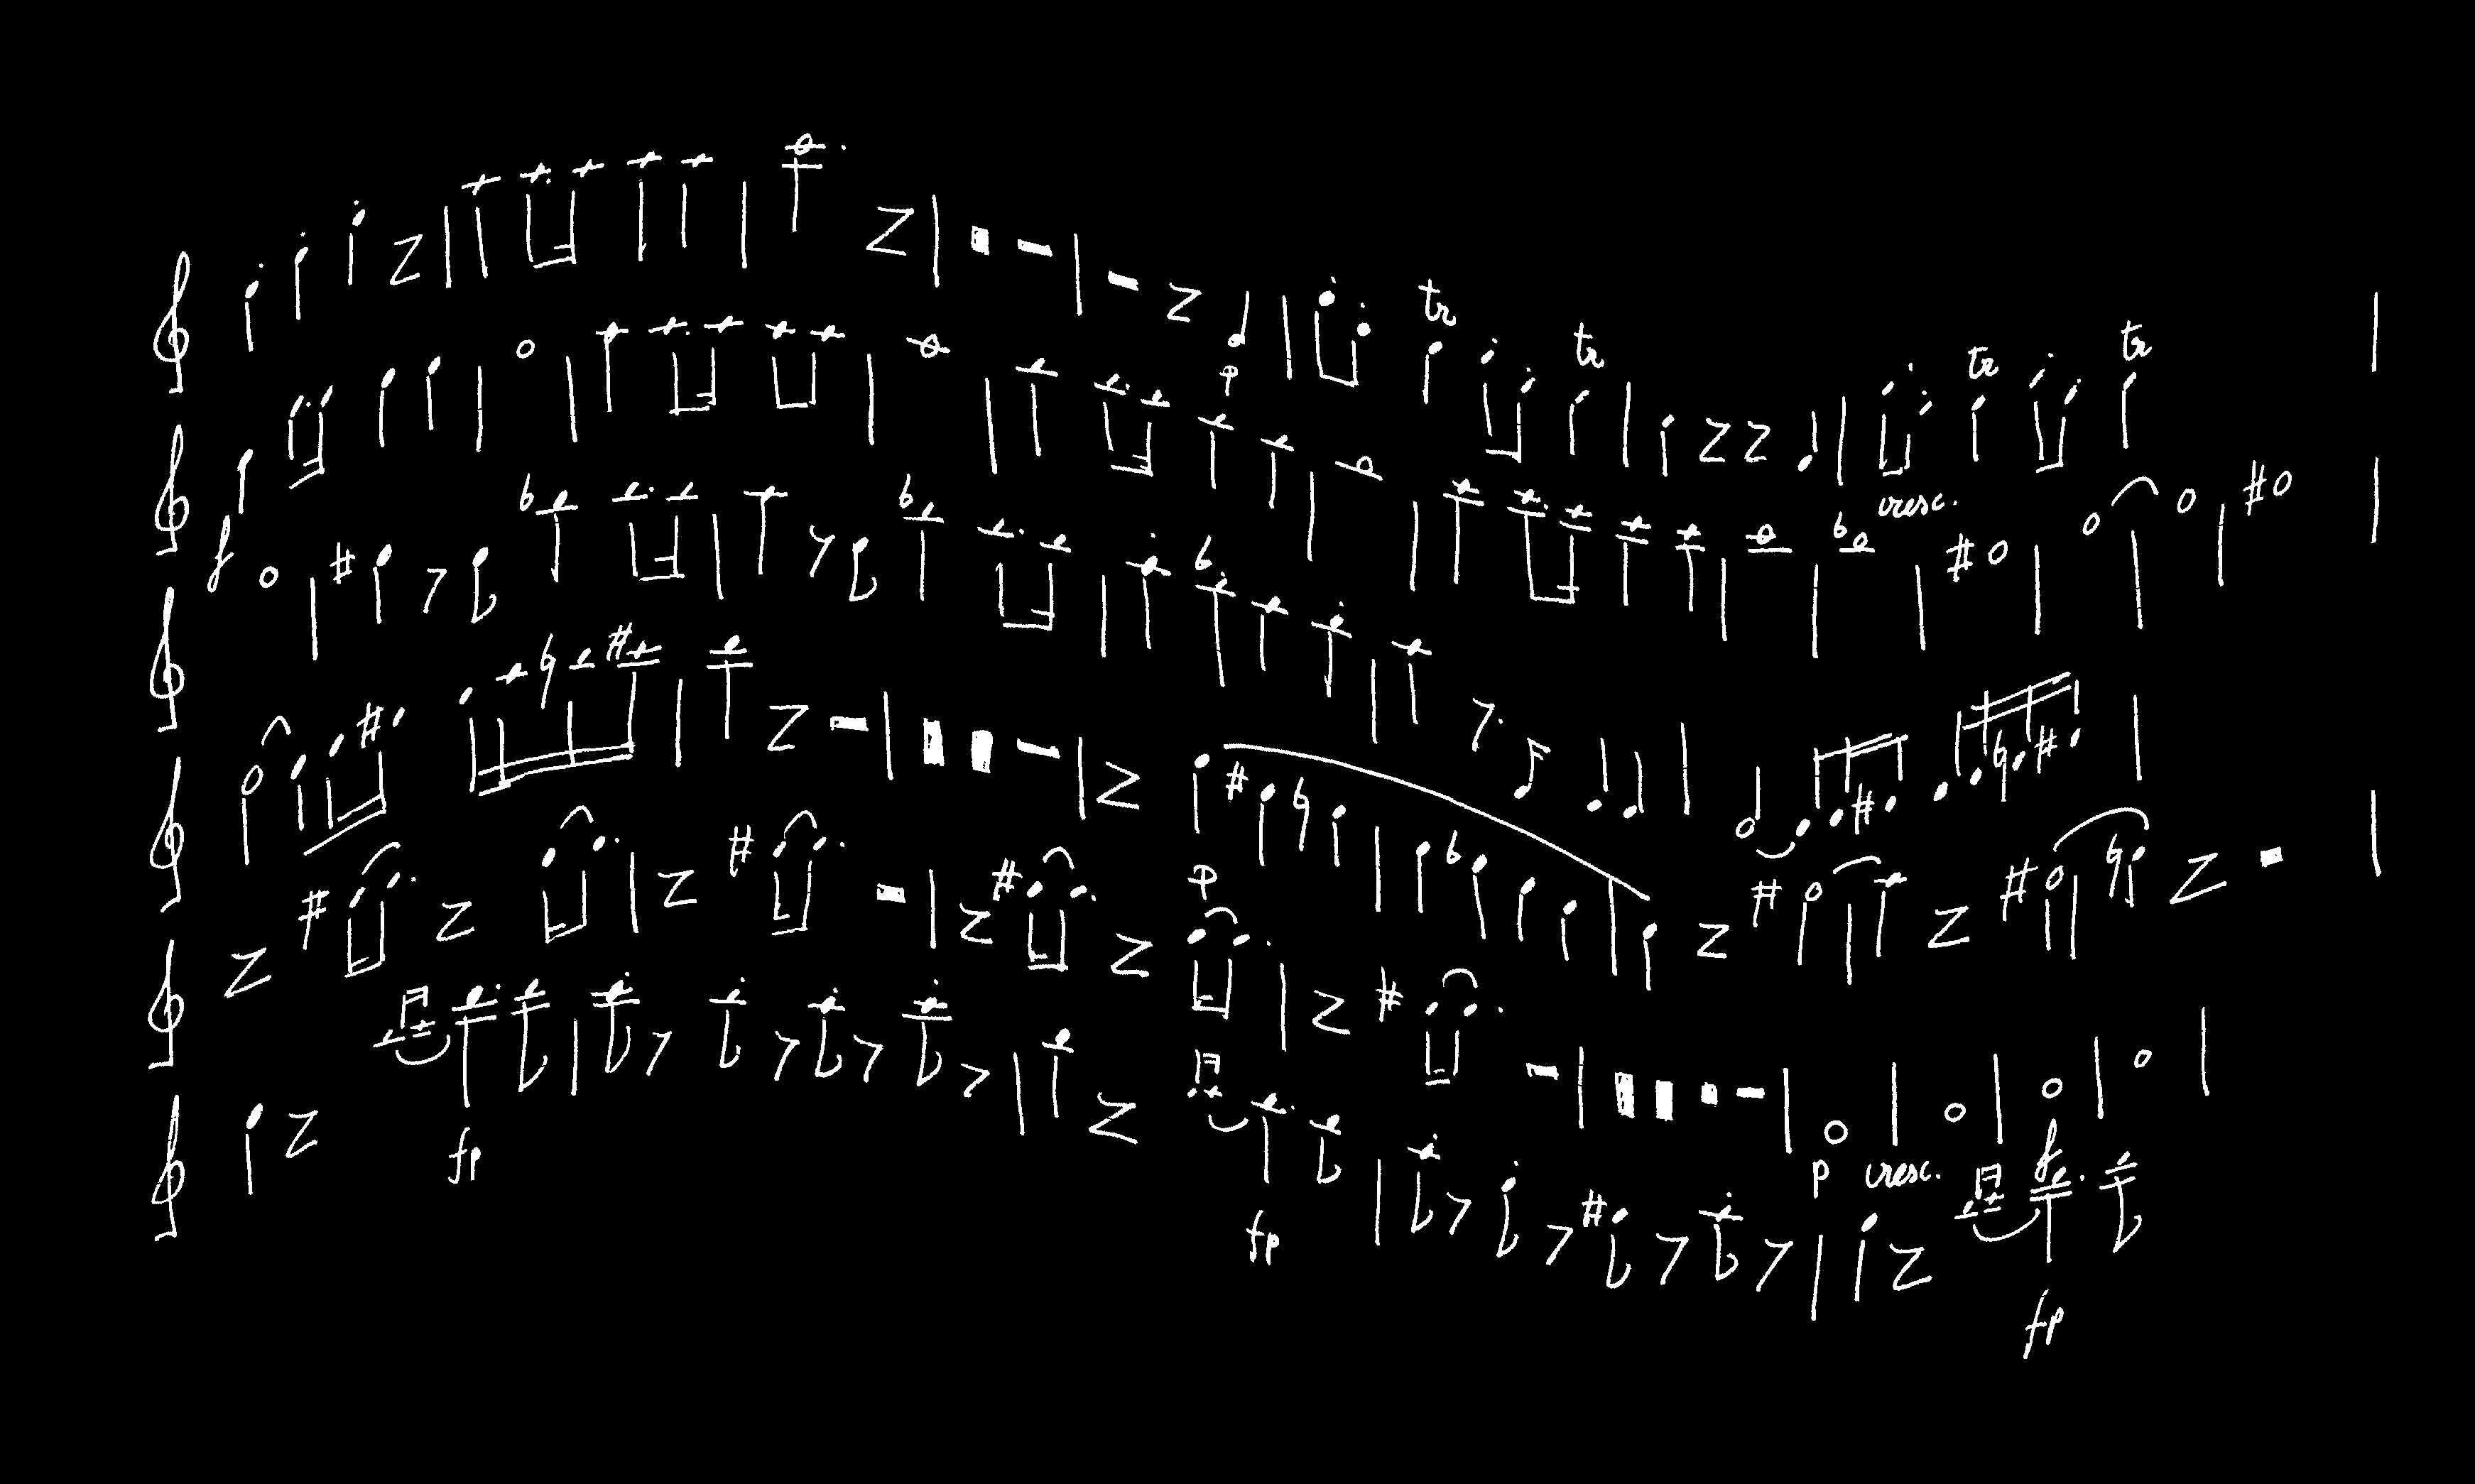 tr tr tr tr
p
cresc.
f
p
p cresc. f
fp
fp
fp